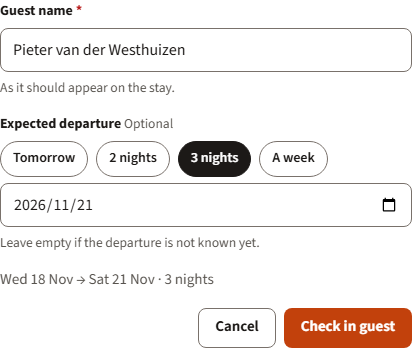 Guest name *
Pieter van der Westhuizen
As it should appear on the stay.
Expected departure Optional
Tomorrow 2 nights 3 nights A week
2026/11/21
Leave empty if the departure is not known yet.
Wed 18 Nov → Sat 21 Nov · 3 nights
Cancel Check in guest